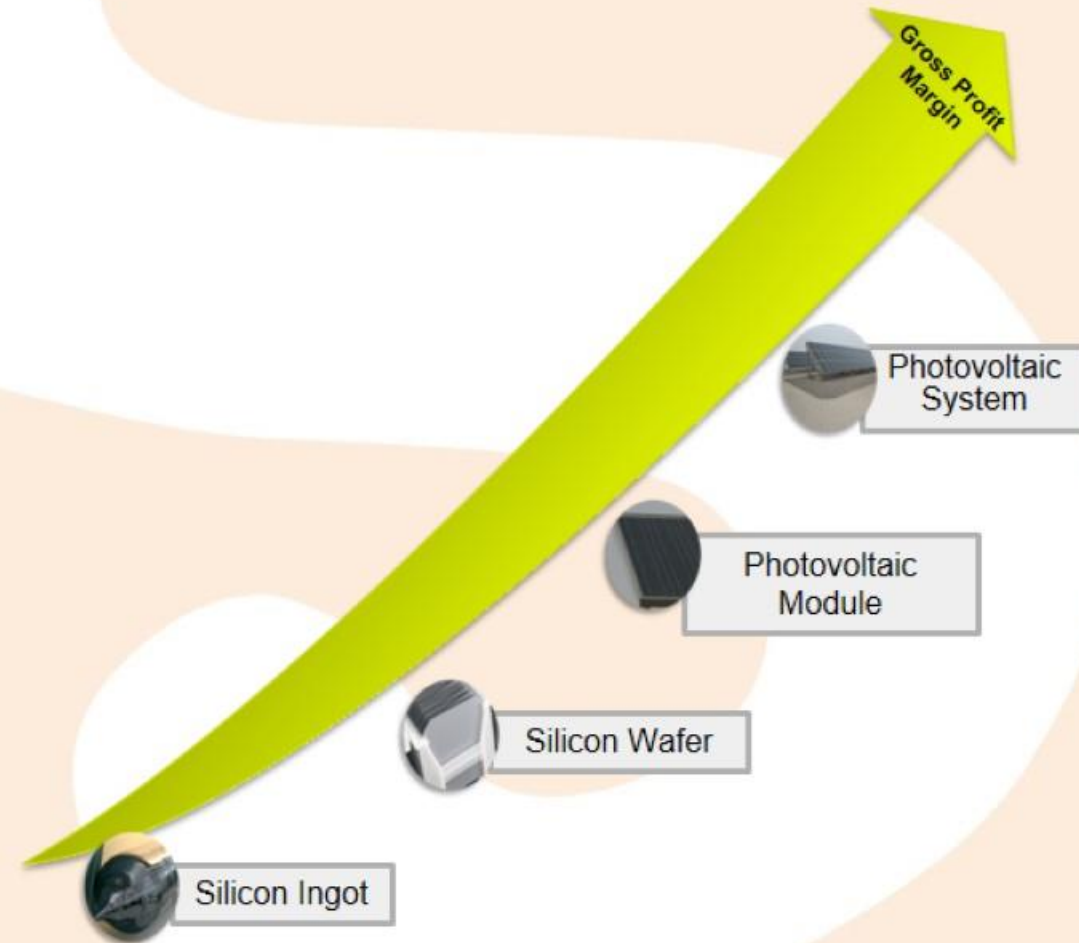 Gross Profit
Margin
Photovoltaic
System
Photovoltaic
Module
Silicon Wafer
Silicon Ingot